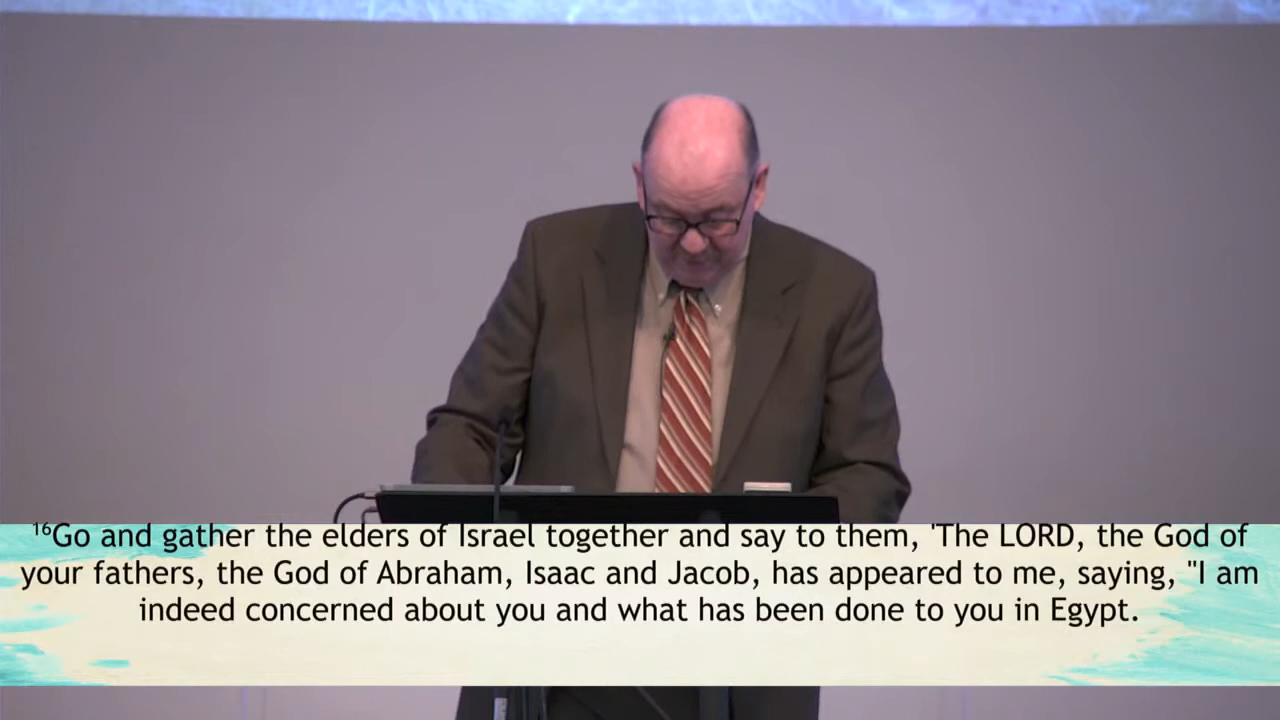 ¹⁶Go and gather the elders of Israel together and say to them, 'The LORD, the God of
your fathers, the God of Abraham, Isaac and Jacob, has appeared to me, saying, "I am
indeed concerned about you and what has been done to you in Egypt.